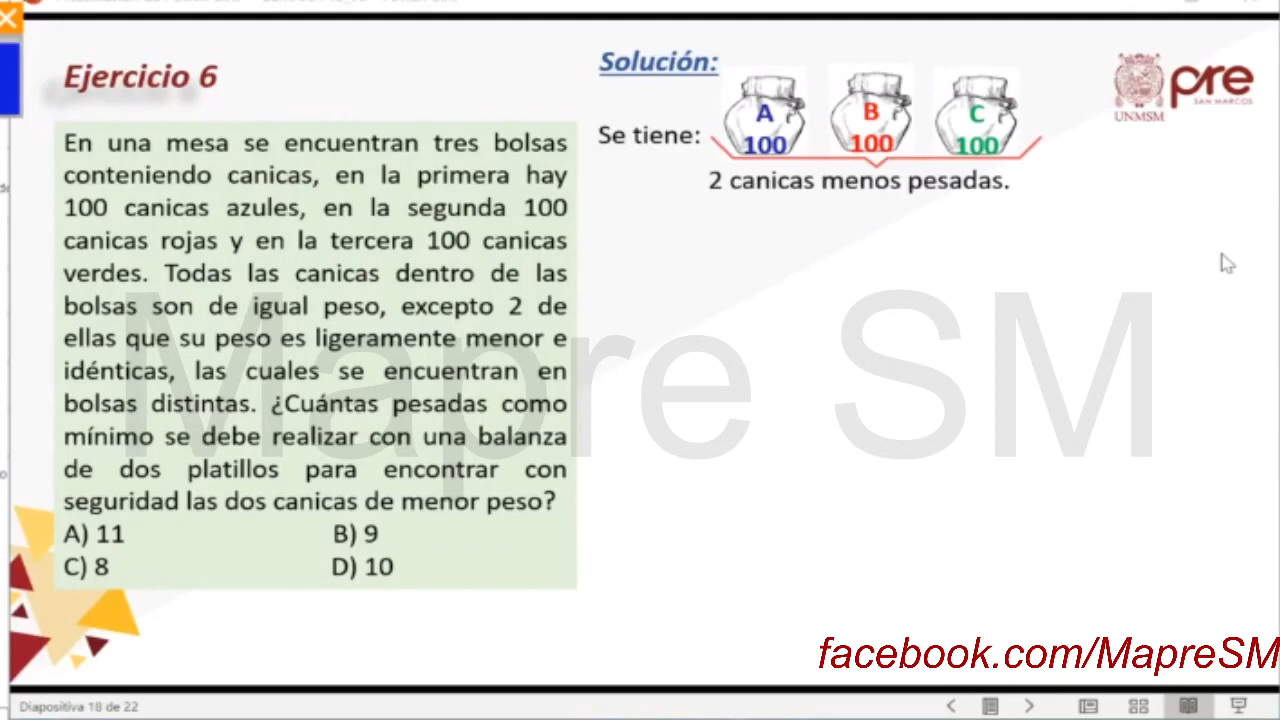 Ejercicio 6
En una mesa se encuentran tres bolsas
conteniendo canicas, en la primera hay
100 canicas azules, en la segunda 100
canicas rojas y en la tercera 100 canicas
verdes. Todas las canicas dentro de las
bolsas son de igual peso, excepto 2 de
ellas que su peso es ligeramente menor e
idénticas, las cuales se encuentran en
bolsas distintas. ¿Cuántas pesadas como
mínimo se debe realizar con una balanza
de dos platillos para encontrar con
seguridad las dos canicas de menor peso?
A) 11 B) 9
C) 8 D) 10
Solución:
A B C
Se tiene: 100 100 100
2 canicas menos pesadas.
pre
SAN MARCOS
UNMSM
Mapre SM
facebook.com/MapreSM
Diapositiva 18 de 22